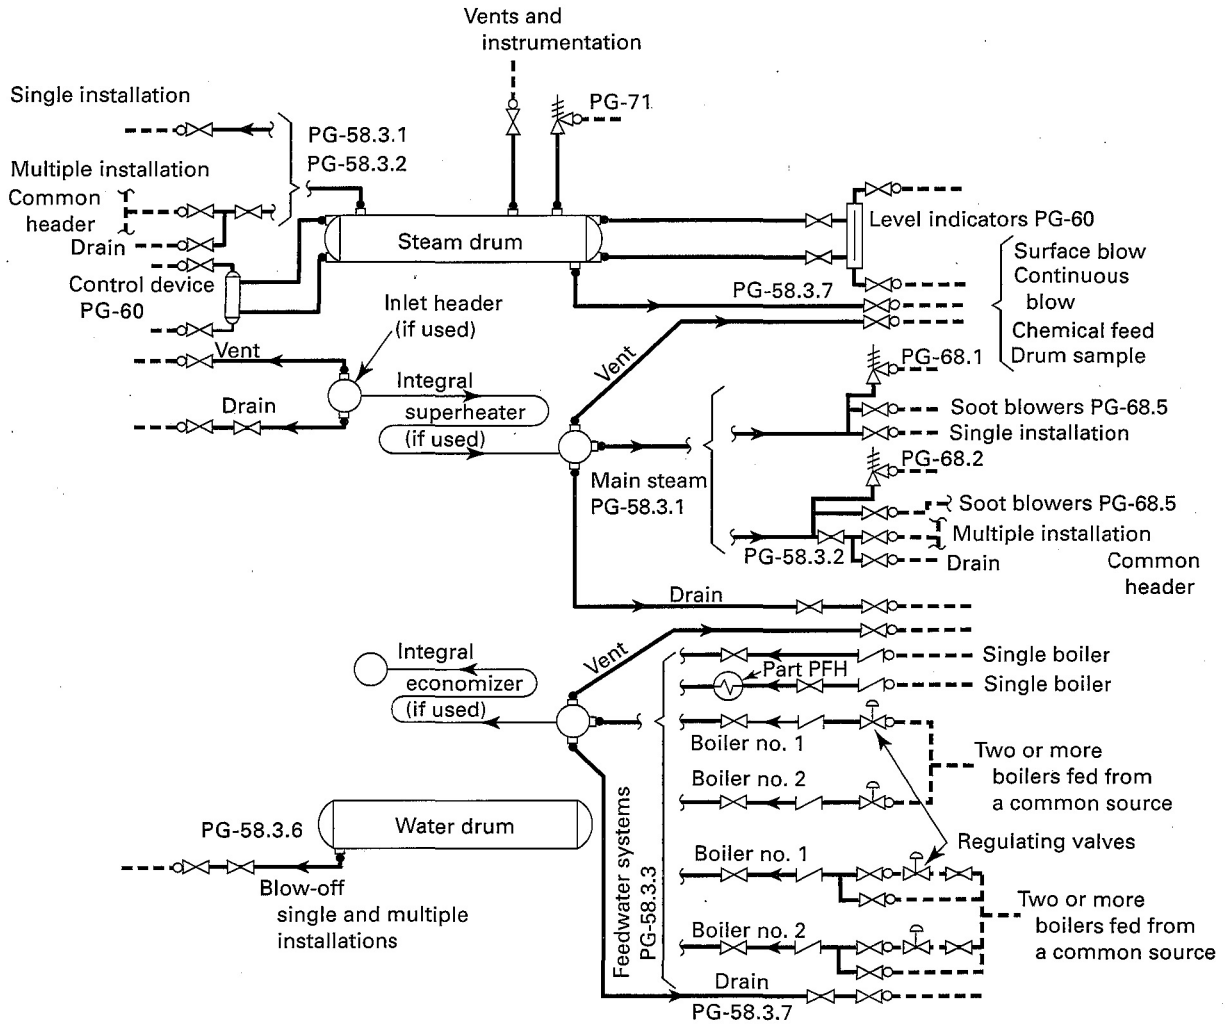 Vents and
instrumentation
Single installation
PG-71
PG-58.3.1
PG-58.3.2
Multiple installation
Common
header
Drain
Steam drum
Level indicators PG-60
Control device
PG-60
Surface blow
Continuous
blow
Chemical feed
Drum sample
PG-58.3.7
Inlet header
(if used)
Vent
Vent
Integral
superheater
(if used)
Drain
PG-68.1
Soot blowers PG-68.5
Single installation
Main steam
PG-58.3.1
PG-68.2
Soot blowers PG-68.5
Multiple installation
PG-58.3.2
Drain
Common
header
Drain
Vent
Integral
economizer
(if used)
Single boiler
Part PFH
Single boiler
Boiler no. 1
Two or more
boilers fed from
a common source
Boiler no. 2
Regulating valves
PG-58.3.6
Water drum
Blow-off
single and multiple
installations
Feedwater systems
PG-58.3.3
Boiler no. 1
Two or more
boilers fed from
a common source
Boiler no. 2
Drain
PG-58.3.7